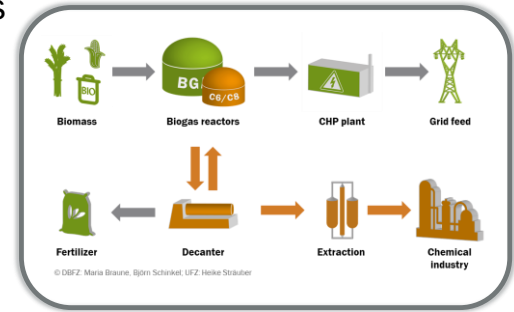 s
BIO
BG
C6/C8
Biomass
Biogas reactors
CHP plant
Grid feed
Fertilizer
Decanter
Extraction
Chemical
industry
© DBFZ: Maria Braune, Björn Schinkel; UFZ: Heike Sträuber